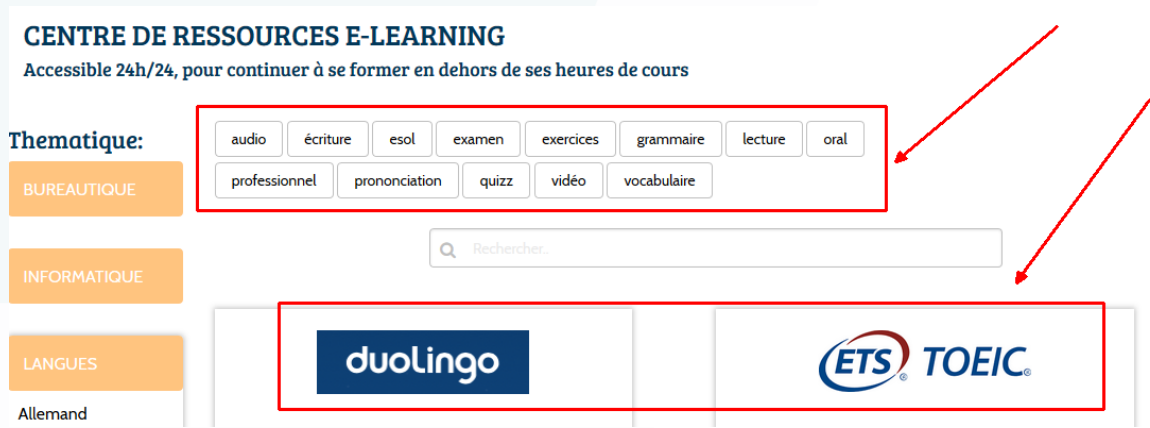 CENTRE DE RESSOURCES E-LEARNING
Accessible 24h/24, pour continuer à se former en dehors de ses heures de cours
Thematique:
audio écriture esol examen exercices grammaire lecture oral
professionnel prononciation quizz vidéo vocabulaire
BUREAUTIQUE
Rechercher..
INFORMATIQUE
LANGUES
Allemand
duolingo
ETS® TOEIC®